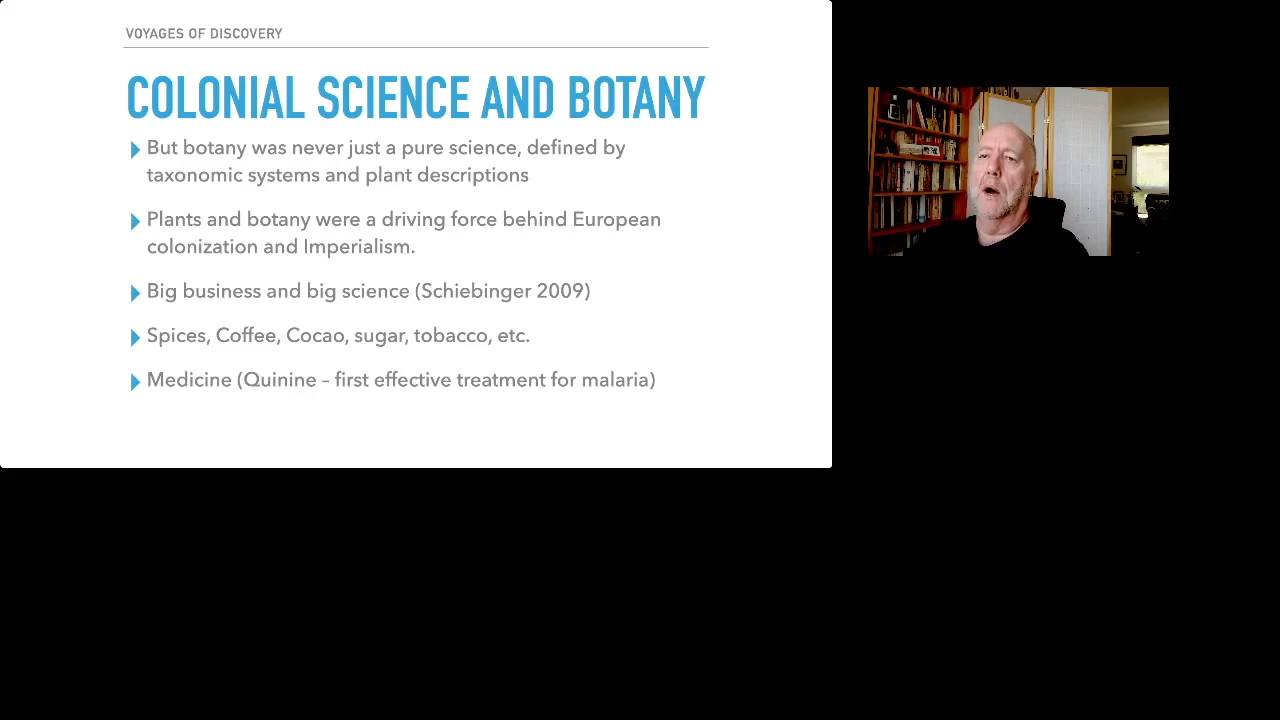 VOYAGES OF DISCOVERY
COLONIAL SCIENCE AND BOTANY
But botany was never just a pure science, defined by
taxonomic systems and plant descriptions
Plants and botany were a driving force behind European
colonization and Imperialism.
Big business and big science (Schiebinger 2009)
Spices, Coffee, Cocao, sugar, tobacco, etc.
Medicine (Quinine – first effective treatment for malaria)